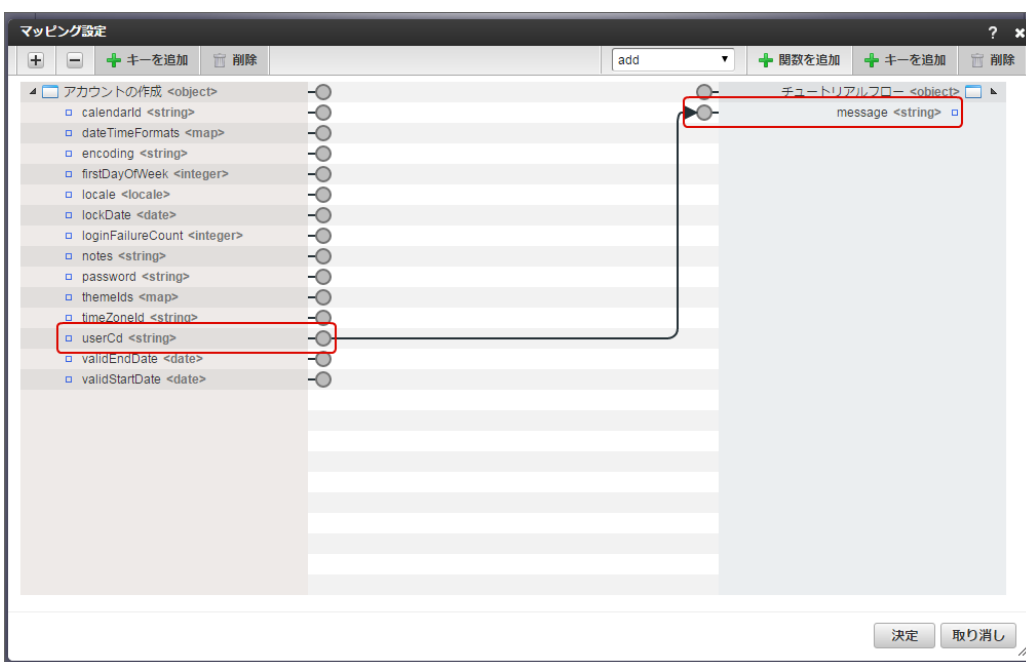 マッピング設定
? ×
+ - キーを追加 削除 add ▼ 関数を追加 キーを追加 削除
アカウントの作成 <object> チュートリアルフロー <object>
calendarId <string> message <string>
dateTimeFormats <map>
encoding <string>
firstDayOfWeek <integer>
locale <locale>
lockDate <date>
loginFailureCount <integer>
notes <string>
password <string>
themeIds <map>
timeZoneId <string>
userCd <string>
validEndDate <date>
validStartDate <date>
決定 取り消し